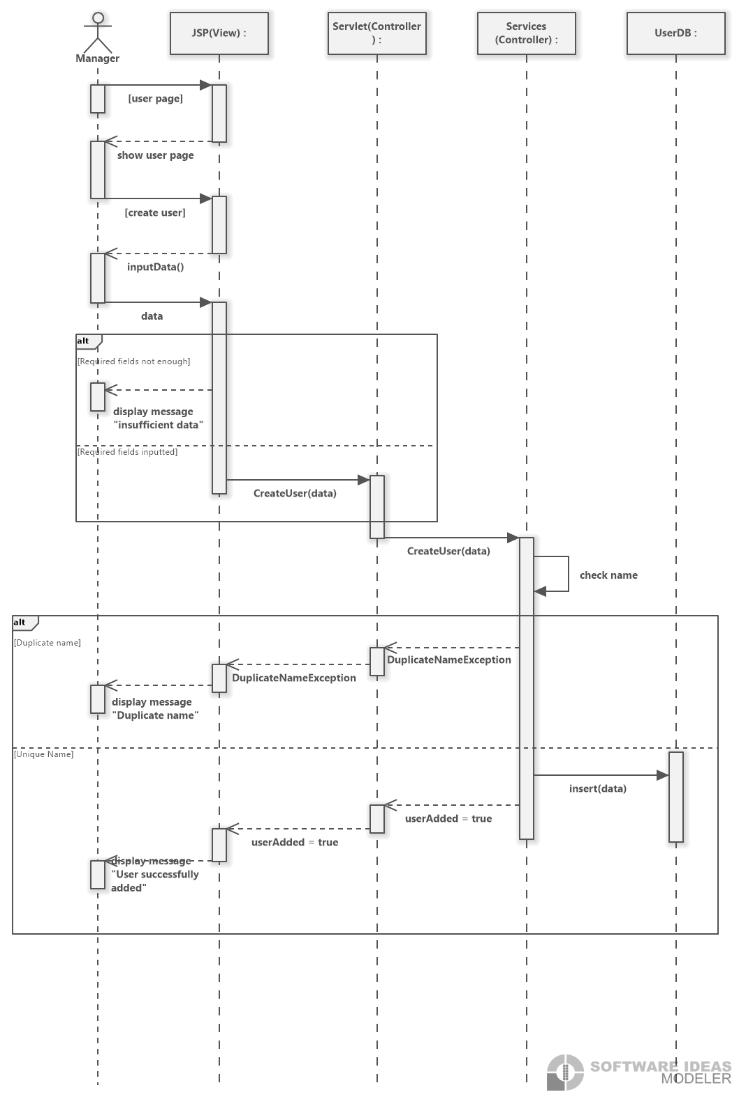 Manager
JSP(View) :
Servlet(Controller
) :
Services
(Controller) :
UserDB :
[user page]
show user page
[create user]
inputData()
data
alt
[Required fields not enough]
display message
"insufficient data"
[Required fields inputted]
CreateUser(data)
CreateUser(data)
check name
alt
[Duplicate name]
DuplicateNameException
DuplicateNameException
display message
"Duplicate name"
[Unique Name]
insert(data)
userAdded = true
userAdded = true
display message
"User successfully
added"
SOFTWARE IDEAS
MODELER